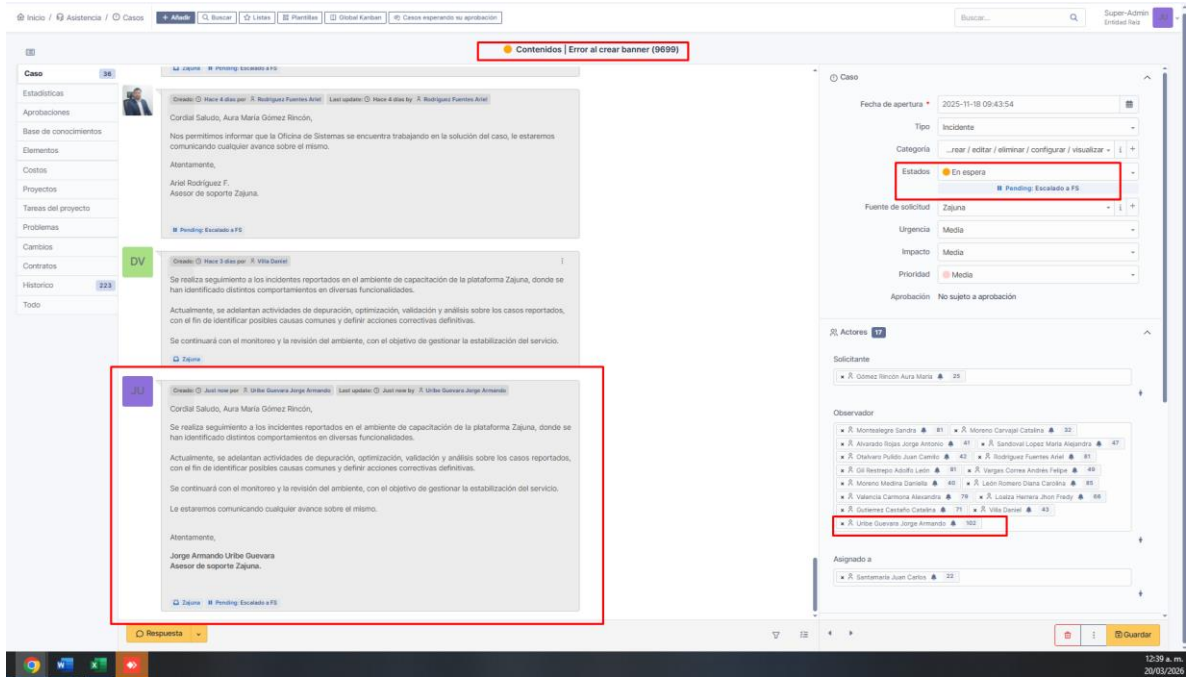 Inicio / Asistencia / Casos + Añadir Buscar Listes Plantillas Global Kanban Casos esperando su aprobación Buscar... Super-Admin
Entidad Raiz JU
Contenidos | Error al crear banner (9699)
Caso 36
Estadísticas
Aprobaciones
Base de conocimientos
Elementos
Costos
Proyectos
Tareas del proyecto
Problemas
Cambios
Contratos
Historico 223
Todo
Zajuna Pending: Escalado a FS
Creado: Hace 4 días por Rodriguez Fuentes Ariel Last update: Hace 4 días by Rodriguez Fuentes Ariel
Cordial Saludo, Aura María Gómez Rincón,
Nos permitimos informar que la Oficina de Sistemas se encuentra trabajando en la solución del caso, le estaremos
comunicando cualquier avance sobre el mismo.
Atentamente,
Ariel Rodríguez F.
Asesor de soporte Zajuna.
Pending: Escalado a FS
DV
Creado: Hace 3 días por Villa Daniel
Se realiza seguimiento a los incidentes reportados en el ambiente de capacitación de la plataforma Zajuna, donde se
han identificado distintos comportamientos en diversas funcionalidades.
Actualmente, se adelantan actividades de depuración, optimización, validación y análisis sobre los casos reportados,
con el fin de identificar posibles causas comunes y definir acciones correctivas definitivas.
Se continuará con el monitoreo y la revisión del ambiente, con el objetivo de gestionar la estabilización del servicio.
Zajuna
JU
Creado: Just now por Uribe Guevara Jorge Armando Last update: Just now by Uribe Guevara Jorge Armando
Cordial Saludo, Aura María Gómez Rincón,
Se realiza seguimiento a los incidentes reportados en el ambiente de capacitación de la plataforma Zajuna, donde se
han identificado distintos comportamientos en diversas funcionalidades.
Actualmente, se adelantan actividades de depuración, optimización, validación y análisis sobre los casos reportados,
con el fin de identificar posibles causas comunes y definir acciones correctivas definitivas.
Se continuará con el monitoreo y la revisión del ambiente, con el objetivo de gestionar la estabilización del servicio.
Le estaremos comunicando cualquier avance sobre el mismo.
Atentamente,
Jorge Armando Uribe Guevara
Asesor de soporte Zajuna.
Zajuna Pending: Escalado a FS
Respuesta
Caso
Fecha de apertura * 2025-11-18 09:43:54
Tipo Incidente
Categoría ...rear / editar / eliminar / configurar / visualizar
Estados En espera
Pending: Escalado a FS
Fuente de solicitud Zajuna
Urgencia Media
Impacto Media
Prioridad Media
Aprobación No sujeto a aprobación
Actores 17
Solicitante
Gómez Rincón Aura María 25
Observador
Montealegre Sandra 81 Moreno Carvajal Catalina 32
Alvarado Rojas Jorge Antonio 41 Sandoval Lopez Maria Alejandra 47
Otalvaro Pulido Juan Camilo 42 Rodriguez Fuentes Ariel 81
Gil Restrepo Adolfo León 81 Vargas Correa Andrés Felipe 49
Moreno Medina Daniella 40 León Romero Diana Carolina 85
Valencia Carmona Alexandra 79 Loaiza Herrera Jhon Fredy 66
Gutierrez Castaño Catalina 71 Villa Daniel 43
Uribe Guevara Jorge Armando 102
Asignado a
Santamaría Juan Carlos 22
Guardar
12:39 a. m.
20/03/2026